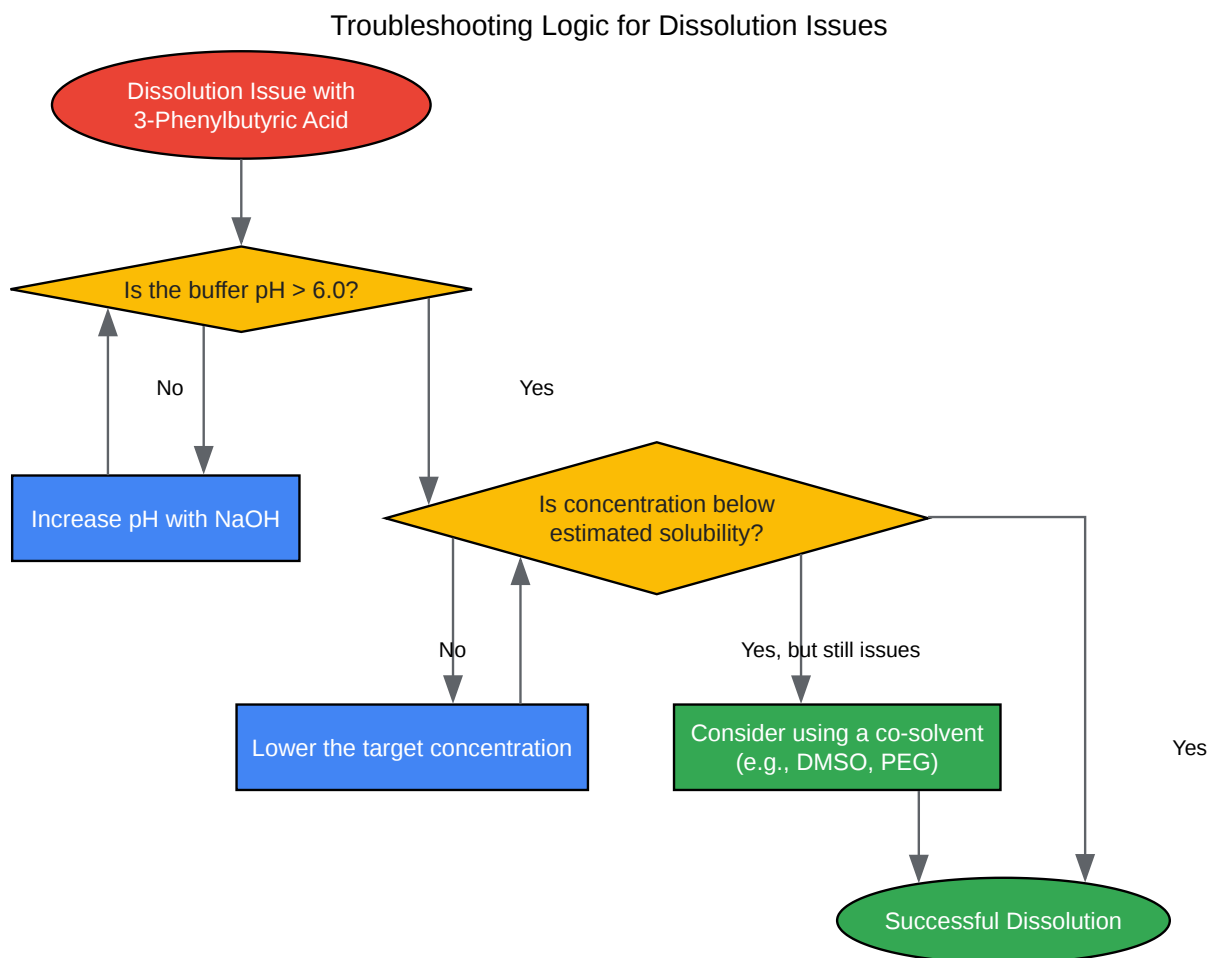 Troubleshooting Logic for Dissolution Issues
Dissolution Issue with
3-Phenylbutyric Acid
Is the buffer pH > 6.0?
No
Yes
Increase pH with NaOH
Is concentration below
estimated solubility?
No
Yes, but still issues
Lower the target concentration
Consider using a co-solvent
(e.g., DMSO, PEG)
Yes
Successful Dissolution